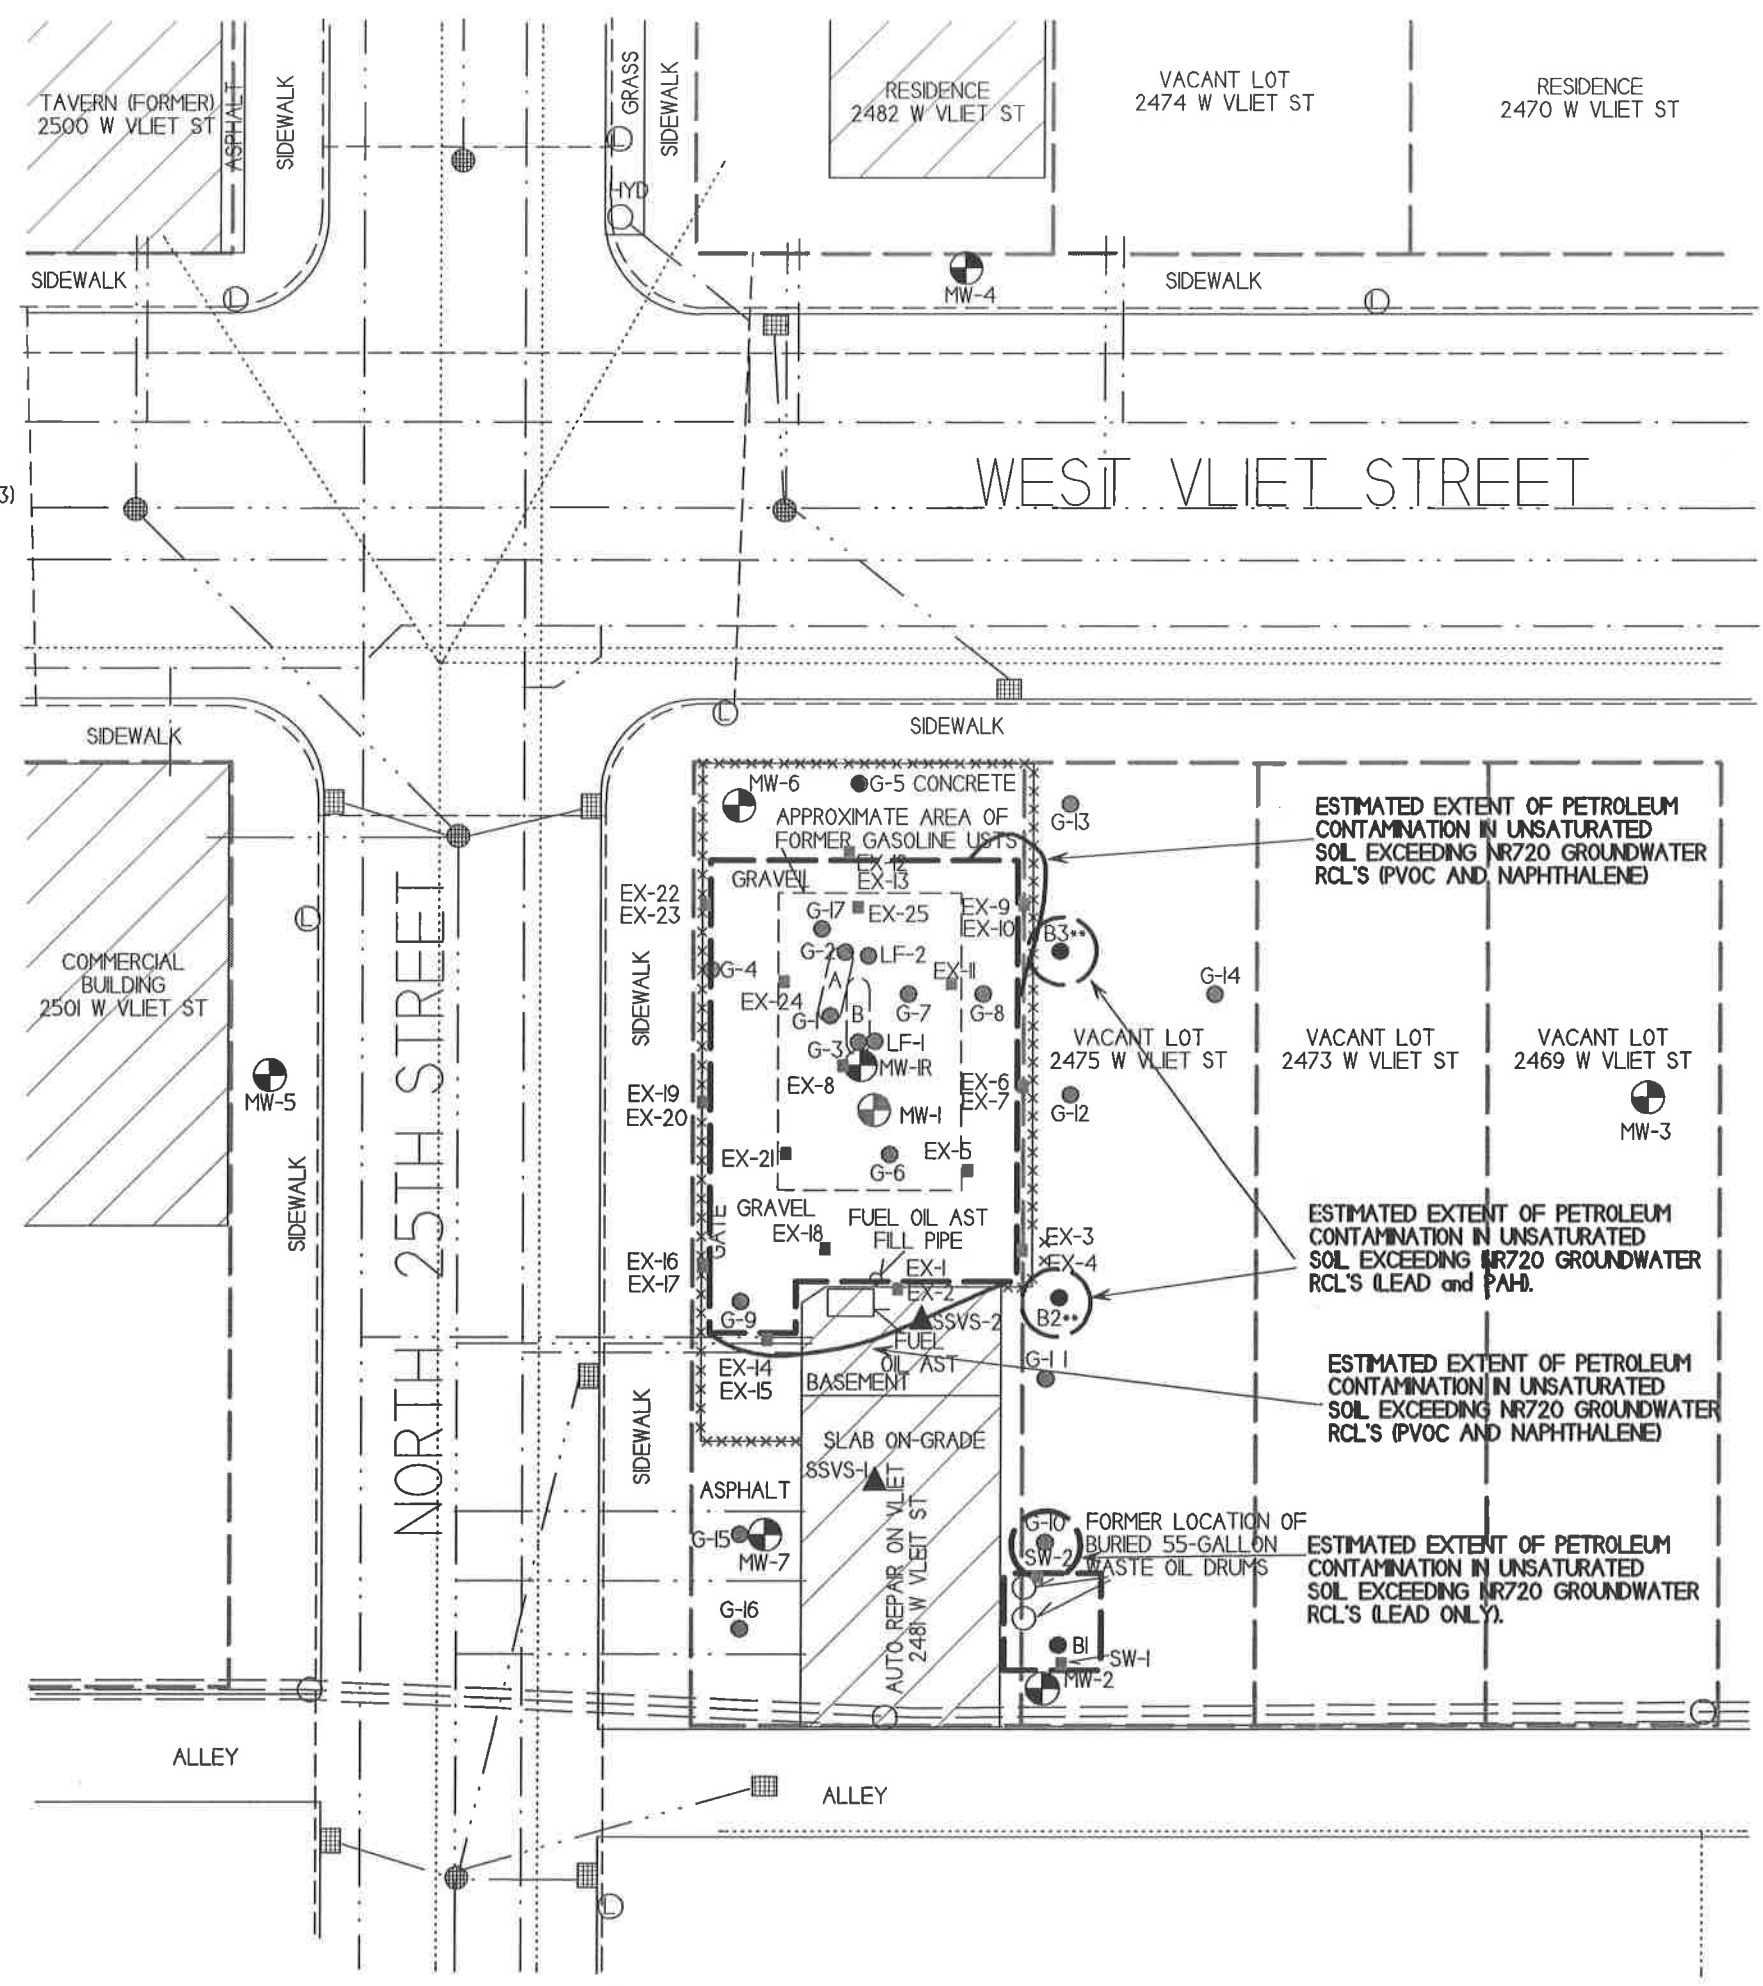 TAVERN (FORMER)
2500 W VLIET ST
ASPHALT
SIDEWALK
GRASS
SIDEWALK
HYD
L
RESIDENCE
2482 W VLIET ST
VACANT LOT
2474 W VLIET ST
RESIDENCE
2470 W VLIET ST
SIDEWALK
L
MW-4
SIDEWALK
L
3)
WEST VLIET STREET
SIDEWALK
L
SIDEWALK
COMMERCIAL
BUILDING
2501 W VLIET ST
L
MW-5
SIDEWALK
NORTH 25TH STREET
SIDEWALK
SIDEWALK
MW-6
G-5 CONCRETE
APPROXIMATE AREA OF
FORMER GASOLINE USTS
GRAVEL
EX-12
EX-13
EX-22
EX-23
G-17
EX-25
EX-9
EX-10
G-2
LF-2
G-4
A
EX-11
EX-24
G-1
B
G-7
G-8
G-3
LF-1
MW-1R
EX-8
EX-6
EX-7
EX-19
EX-20
MW-1
EX-21
G-6
EX-5
GRAVEL
GATE
EX-18
FUEL OIL AST
FILL PIPE
EX-16
EX-17
EX-1
EX-2
EX-3
EX-4
G-9
SSVS-2
FUEL
OIL AST
EX-14
EX-15
BASEMENT
SLAB ON-GRADE
SSVS-1
ASPHALT
AUTO REPAIR ON VLIET
2481 W VLEIT ST
G-15
MW-7
G-16
G-13
B3**
G-14
VACANT LOT
2475 W VLIET ST
VACANT LOT
2473 W VLIET ST
VACANT LOT
2469 W VLIET ST
G-12
MW-3
B2**
G-11
G-10
SW-2
FORMER LOCATION OF
BURIED 55-GALLON
WASTE OIL DRUMS
B1
SW-1
MW-2
ESTIMATED EXTENT OF PETROLEUM
CONTAMINATION IN UNSATURATED
SOIL EXCEEDING NR720 GROUNDWATER
RCL'S (PVOC AND NAPHTHALENE)
ESTIMATED EXTENT OF PETROLEUM
CONTAMINATION IN UNSATURATED
SOIL EXCEEDING NR720 GROUNDWATER
RCL'S (LEAD and PAH).
ESTIMATED EXTENT OF PETROLEUM
CONTAMINATION IN UNSATURATED
SOIL EXCEEDING NR720 GROUNDWATER
RCL'S (PVOC AND NAPHTHALENE)
ESTIMATED EXTENT OF PETROLEUM
CONTAMINATION IN UNSATURATED
SOIL EXCEEDING NR720 GROUNDWATER
RCL'S (LEAD ONLY).
ALLEY
ALLEY
L